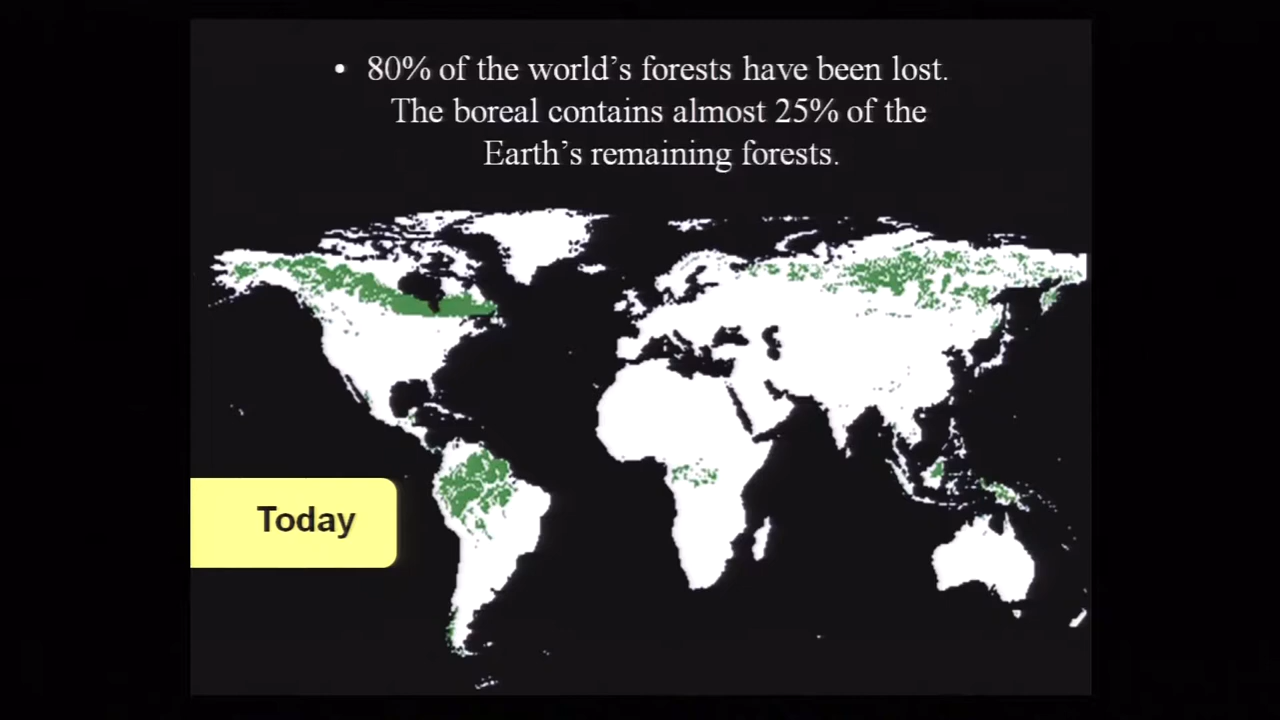 • 80% of the world’s forests have been lost.
The boreal contains almost 25% of the
Earth’s remaining forests.
Today